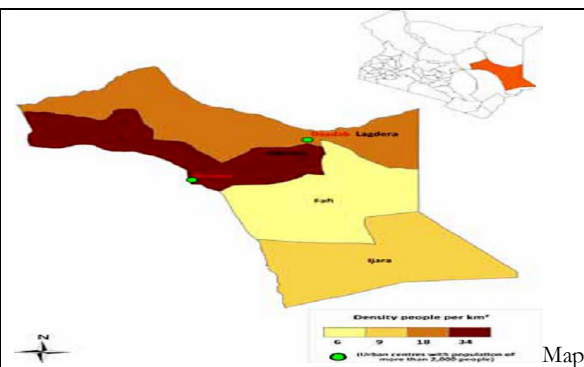 Daadab Lagdera
Fafi
Ijara
Density people per km²
6 9 18 34
(Urban centres with population of
more than 2,000 people)
N
Map